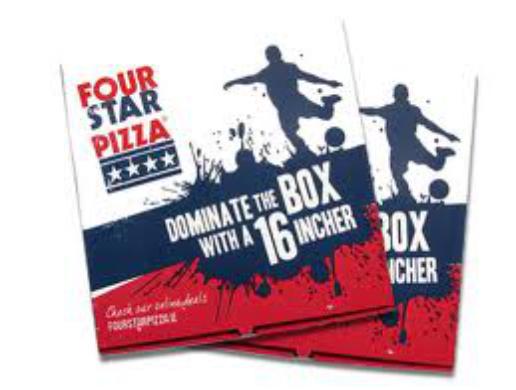 FOUR
STAR
PIZZA
DOMINATE THE BOX
WITH A 16 INCHER
Check our online deals
FOURSTARPIZZA.IE
BOX
INCHER